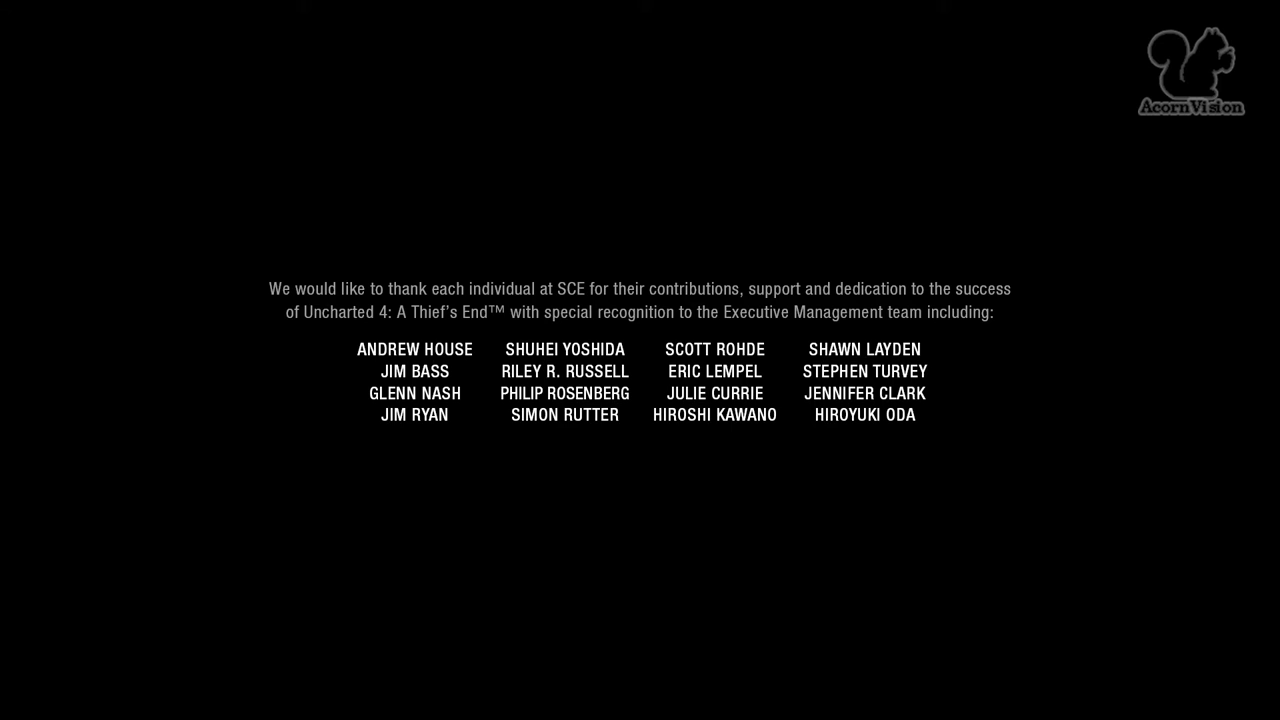 AcornVision
We would like to thank each individual at SCE for their contributions, support and dedication to the success
of Uncharted 4: A Thief's End™ with special recognition to the Executive Management team including:
ANDREW HOUSE SHUHEI YOSHIDA SCOTT ROHDE SHAWN LAYDEN
JIM BASS RILEY R. RUSSELL ERIC LEMPEL STEPHEN TURVEY
GLENN NASH PHILIP ROSENBERG JULIE CURRIE JENNIFER CLARK
JIM RYAN SIMON RUTTER HIROSHI KAWANO HIROYUKI ODA